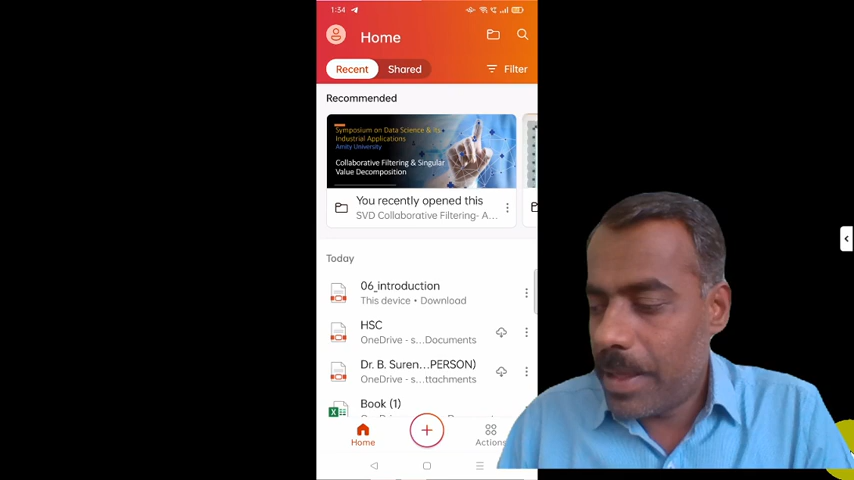 1:34
Home
Recent Shared Filter
Recommended
Symposium on Data Science & Its
Industrial Applications
Amity University
Collaborative Filtering & Singular
Value Decomposition
You recently opened this
SVD Collaborative Filtering- A...
Today
06_introduction
This device • Download
HSC
OneDrive - s...Documents
Dr. B. Suren...PERSON)
OneDrive - s...ttachments
Book (1)
Home
Actions